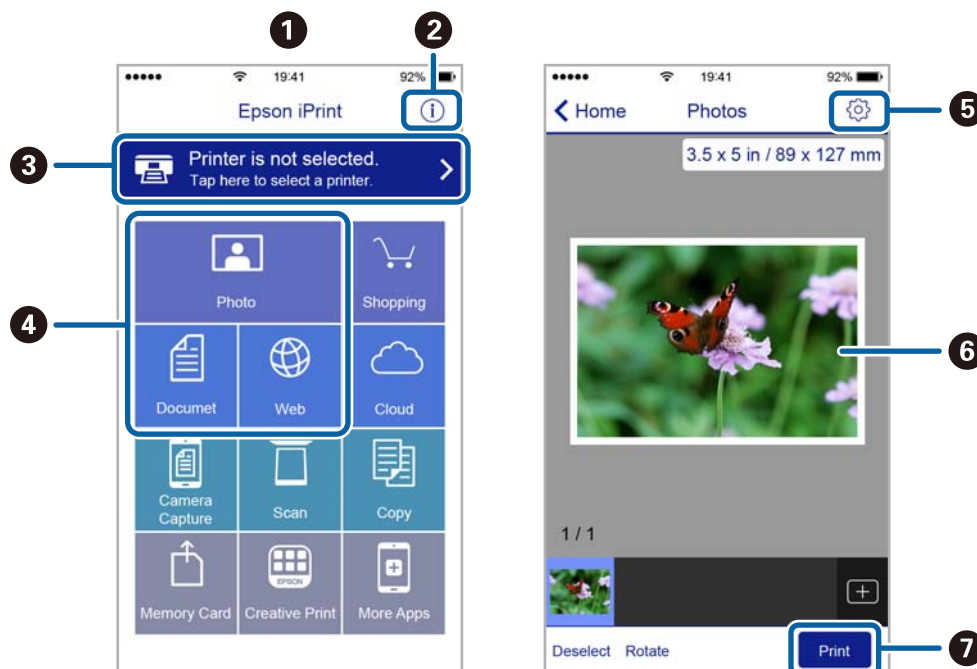 1
2
19:41
92%
Epson iPrint
3
Printer is not selected.
Tap here to select a printer.
4
Photo
Shopping
Documet
Web
Cloud
Camera
Capture
Scan
Copy
EPSON
Memory Card
Creative Print
More Apps
19:41
92%
Home
Photos
5
3.5 x 5 in / 89 x 127 mm
6
1 / 1
Deselect
Rotate
Print
7